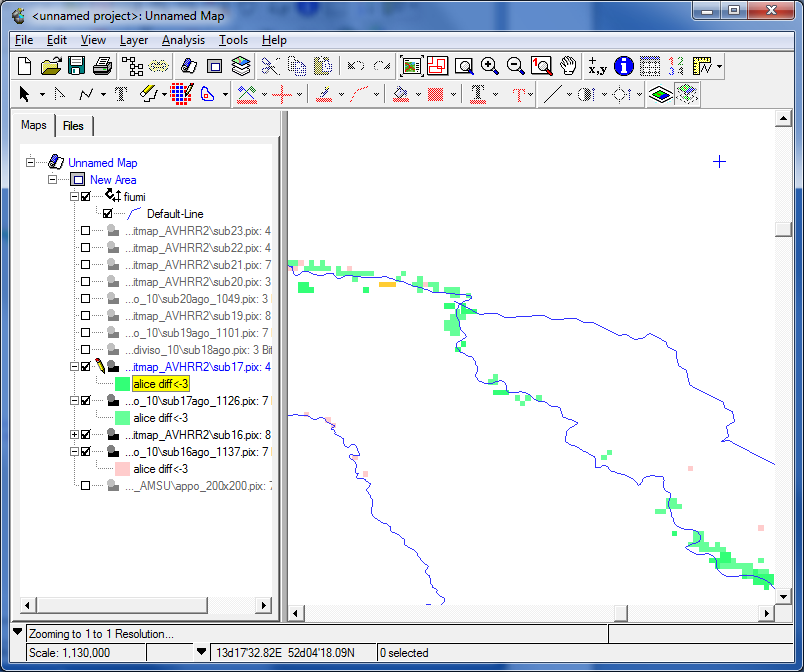 <unnamed project>: Unnamed Map
File Edit View Layer Analysis Tools Help
+x,y
1 2
3 4
Maps Files
Unnamed Map
New Area
fiumi
Default-Line
...itmap_AVHRR2\sub23.pix: 4
...itmap_AVHRR2\sub22.pix: 4
...itmap_AVHRR2\sub21.pix: 7
...itmap_AVHRR2\sub20.pix: 3
...o_10\sub20ago_1049.pix: 3
...itmap_AVHRR2\sub19.pix: 8
...o_10\sub19ago_1101.pix: 7
...diviso_10\sub18ago.pix: 3 Bi
...itmap_AVHRR2\sub17.pix: 4
alice diff<-3
...o_10\sub17ago_1126.pix: 7
alice diff<-3
...itmap_AVHRR2\sub16.pix: 8
...o_10\sub16ago_1137.pix: 7
alice diff<-3
..._AMSU\appo_200x200.pix: 7
Zooming to 1 to 1 Resolution...
Scale: 1,130,000 13d17'32.82E 52d04'18.09N 0 selected